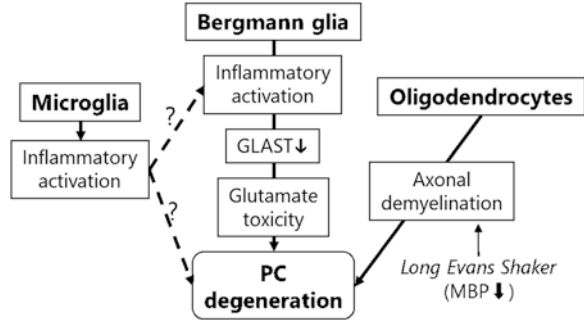 Bergmann glia
Inflammatory
activation
GLAST↓
Glutamate
toxicity
Microglia
Inflammatory
activation
?
?
Oligodendrocytes
Axonal
demyelination
Long Evans Shaker
(MBP⬇)
PC
degeneration